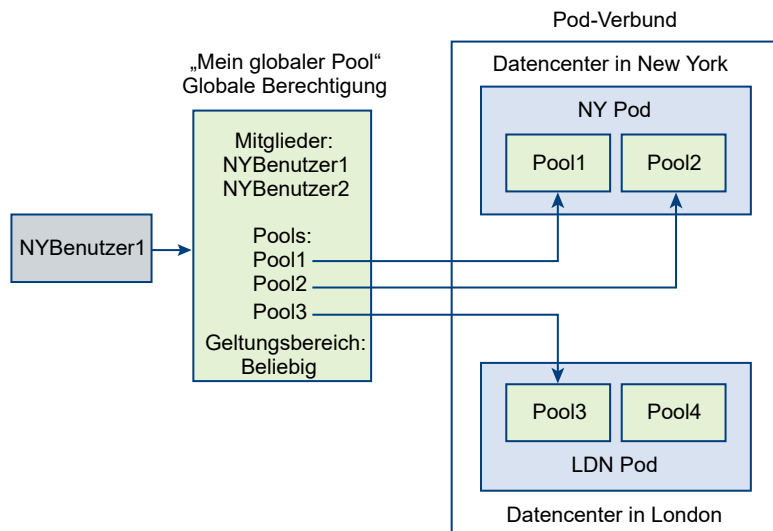 Pod-Verbund
„Mein globaler Pool“
Globale Berechtigung
Datencenter in New York
NY Pod
Pool1
Pool2
Mitglieder:
NYBenutzer1
NYBenutzer2
NYBenutzer1
Pools:
Pool1
Pool2
Pool3
Geltungsbereich:
Beliebig
Pool3
Pool4
LDN Pod
Datencenter in London